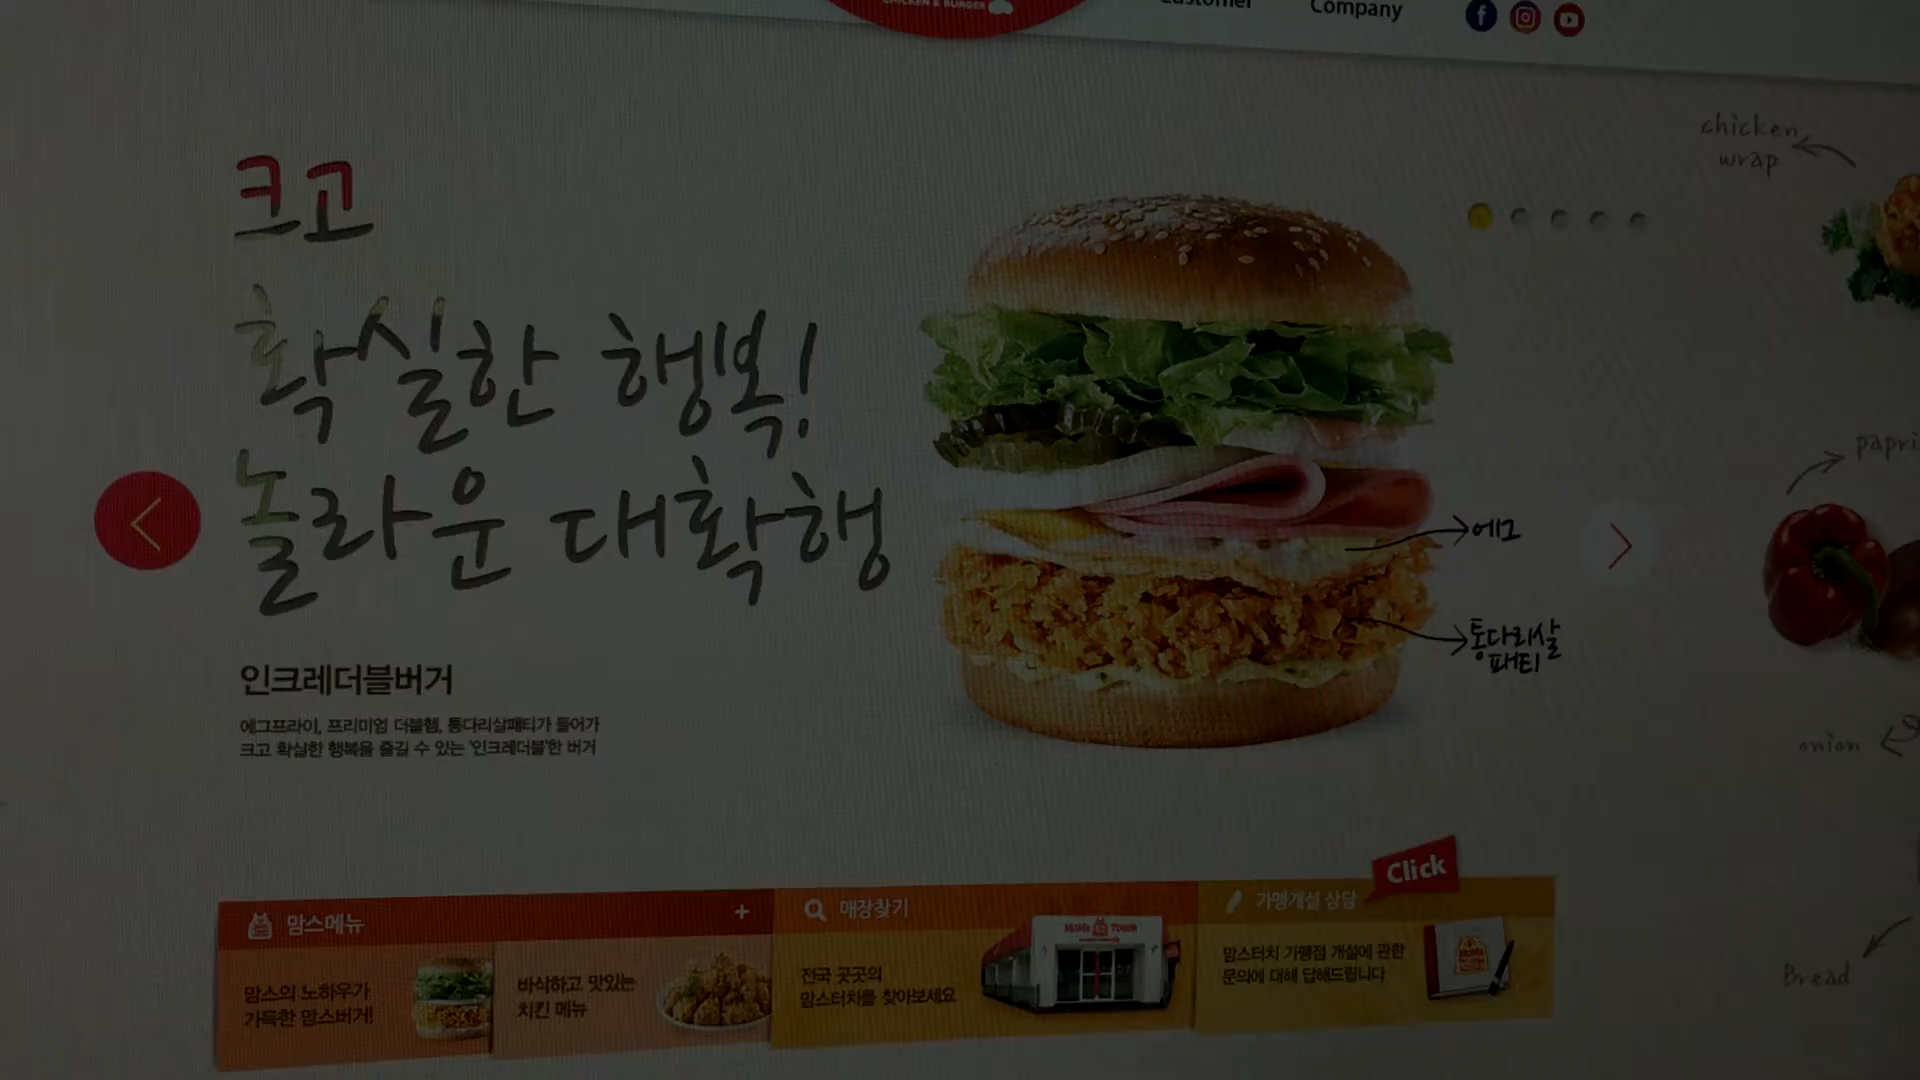 CHICKEN & BURGER
Customer
Company
chicken
wrap
크고
확실한 행복!
놀라운 대확행
에그
통다리살
패티
인크레더블버거
에그프라이, 프리미엄 더블햄, 통다리살패티가 들어가
크고 확실한 행복을 즐길 수 있는 '인크레더블'한 버거
papri
onion
Bread
Click
맘스메뉴
+
매장찾기
가맹개설 상담
맘스의 노하우가
가득한 맘스버거!
바삭하고 맛있는
치킨 메뉴
전국 곳곳의
맘스터치를 찾아보세요
MOM'S TOUCH
맘스터치 가맹점 개설에 관한
문의에 대해 답해드립니다